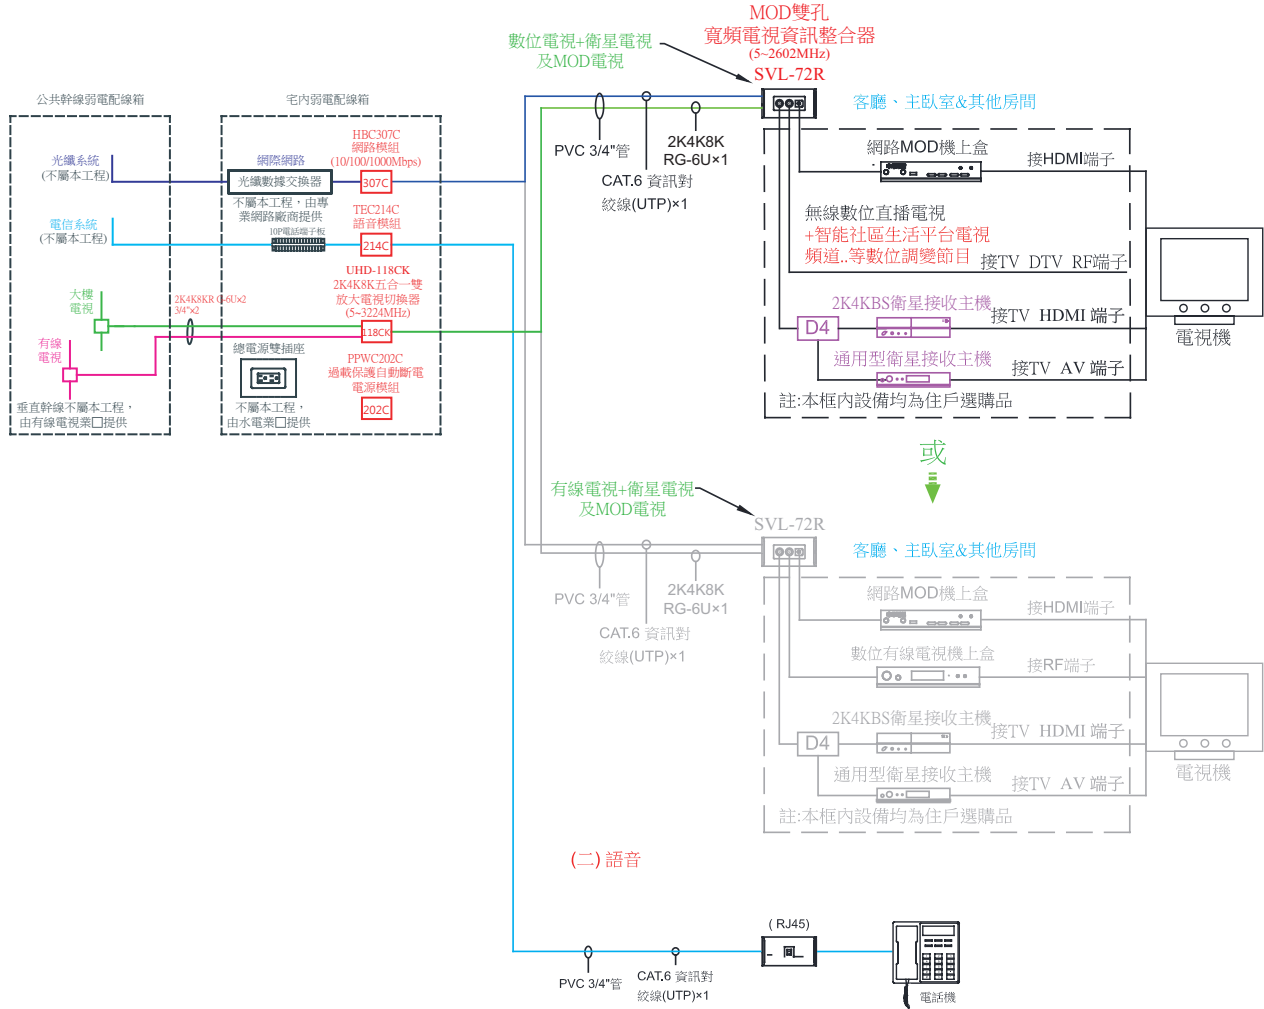 MOD雙孔
寬頻電視資訊整合器
(5~2602MHz)
SVL-72R
數位電視+衛星電視
及MOD電視
公共幹線弱電配線箱
宅內弱電配線箱
客廳、主臥室&其他房間
光纖系統
(不屬本工程)
電信系統
(不屬本工程)
大樓
電視
有線
電視
垂直幹線不屬本工程，
由有線電視業□提供
2K4K8KR G-6U×2
3/4"×2
網際網路
光纖數據交換器
不屬本工程，由專
業網路廠商提供
10P電話端子板
HBC307C
網路模組
(10/100/1000Mbps)
307C
TEC214C
語音模組
214C
UHD-118CK
2K4K8K五合一雙
放大電視切換器
(5~3224MHz)
118CK
總電源雙插座
不屬本工程，
由水電業□提供
PPWC202C
過載保護自動斷電
電源模組
202C
PVC 3/4"管
2K4K8K
RG-6U×1
CAT.6 資訊對
絞線(UTP)×1
網路MOD機上盒
接HDMI端子
無線數位直播電視
+智能社區生活平台電視
頻道..等數位調變節目
接TV DTV RF端子
2K4KBS衛星接收主機
接TV HDMI 端子
D4
通用型衛星接收主機
接TV AV 端子
電視機
註:本框內設備均為住戶選購品
或
有線電視+衛星電視
及MOD電視
SVL-72R
客廳、主臥室&其他房間
PVC 3/4"管
2K4K8K
RG-6U×1
CAT.6 資訊對
絞線(UTP)×1
網路MOD機上盒
接HDMI端子
數位有線電視機上盒
接RF端子
2K4KBS衛星接收主機
接TV HDMI 端子
D4
通用型衛星接收主機
接TV AV 端子
電視機
註:本框內設備均為住戶選購品
(二) 語音
( RJ45)
PVC 3/4"管
CAT.6 資訊對
絞線(UTP)×1
電話機